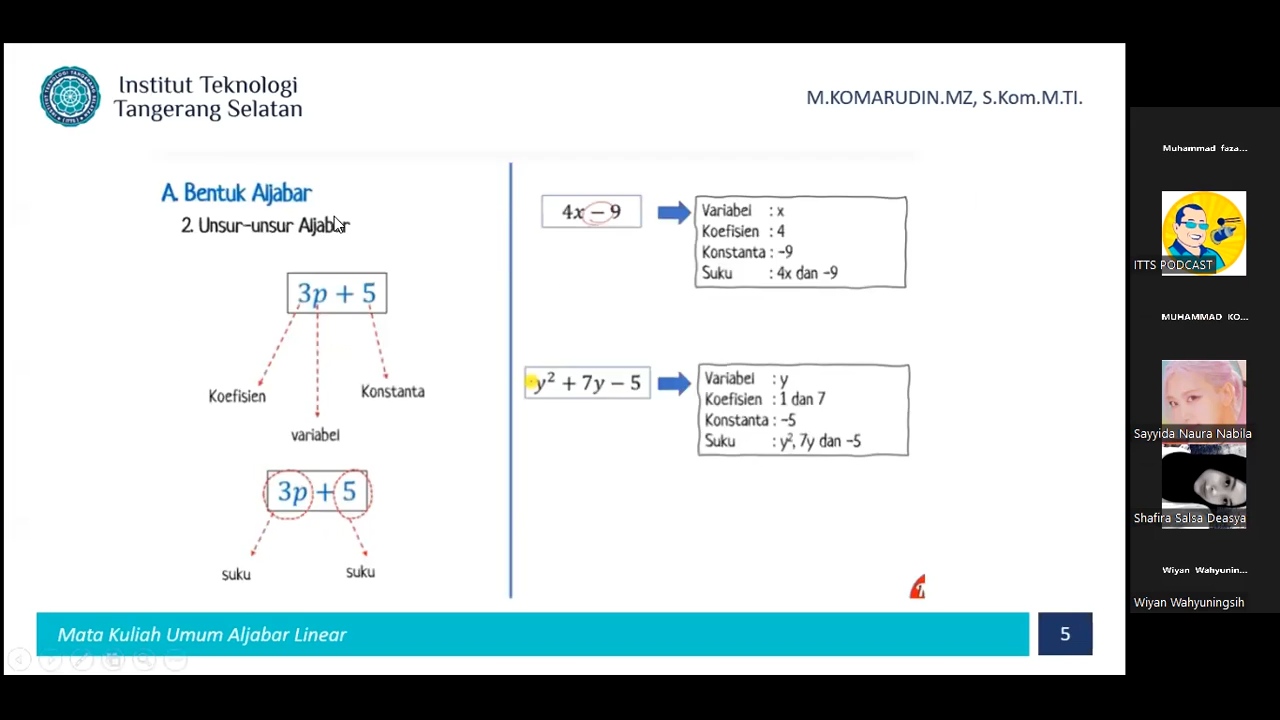 Institut Teknologi
Tangerang Selatan
M.KOMARUDIN.MZ, S.Kom.M.TI.
A. Bentuk Aljabar
2. Unsur-unsur Aljabar
3p + 5
Koefisien
variabel
Konstanta
3p + 5
suku
suku
4x – 9
Variabel : x
Koefisien : 4
Konstanta : -9
Suku : 4x dan -9
y² + 7y – 5
Variabel : y
Koefisien : 1 dan 7
Konstanta : -5
Suku : y², 7y dan -5
Mata Kuliah Umum Aljabar Linear
5
Muhammad faza...
ITTS PODCAST
MUHAMMAD KO...
Sayyida Naura Nabila
Shafira Salsa Deasya
Wiyan Wahyunin...
Wiyan Wahyuningsih